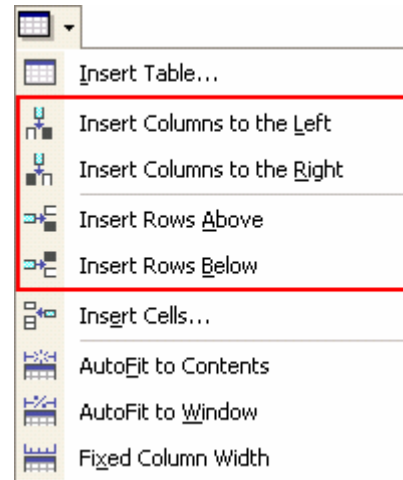 Insert Table...
Insert Columns to the Left
Insert Columns to the Right
Insert Rows Above
Insert Rows Below
Insert Cells...
AutoFit to Contents
AutoFit to Window
Fixed Column Width